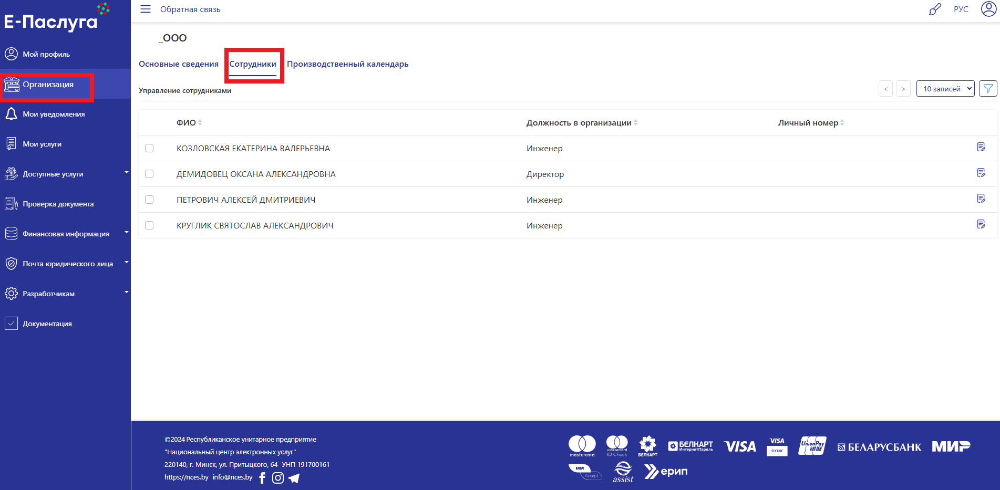 Е-Паслуга
Обратная связь
РУС
Мой профиль
Организация
Мои уведомления
Мои услуги
Доступные услуги
Проверка документа
Финансовая информация
Почта юридического лица
Разработчикам
Документация
_ООО
Основные сведения Сотрудники Производственный календарь
Управление сотрудниками
< > 10 записей
ФИО Должность в организации Личный номер
КОЗЛОВСКАЯ ЕКАТЕРИНА ВАЛЕРЬЕВНА Инженер
ДЕМИДОВЕЦ ОКСАНА АЛЕКСАНДРОВНА Директор
ПЕТРОВИЧ АЛЕКСЕЙ ДМИТРИЕВИЧ Инженер
КРУГЛИК СВЯТОСЛАВ АЛЕКСАНДРОВИЧ Инженер
©2024 Республиканское унитарное предприятие
"Национальный центр электронных услуг"
220140, г. Минск, ул. Притыцкого, 64 УНП 191700161
https://nces.by info@nces.by
mastercard.
mastercard.
ID Check
БЕЛКАРТ
БЕЛКАРТ
ИнтернетПароль
VISA
VISA
SECURE
UnionPay
银联
БЕЛАРУСБАНК
МИР
MIR
Accept
assist
ерип